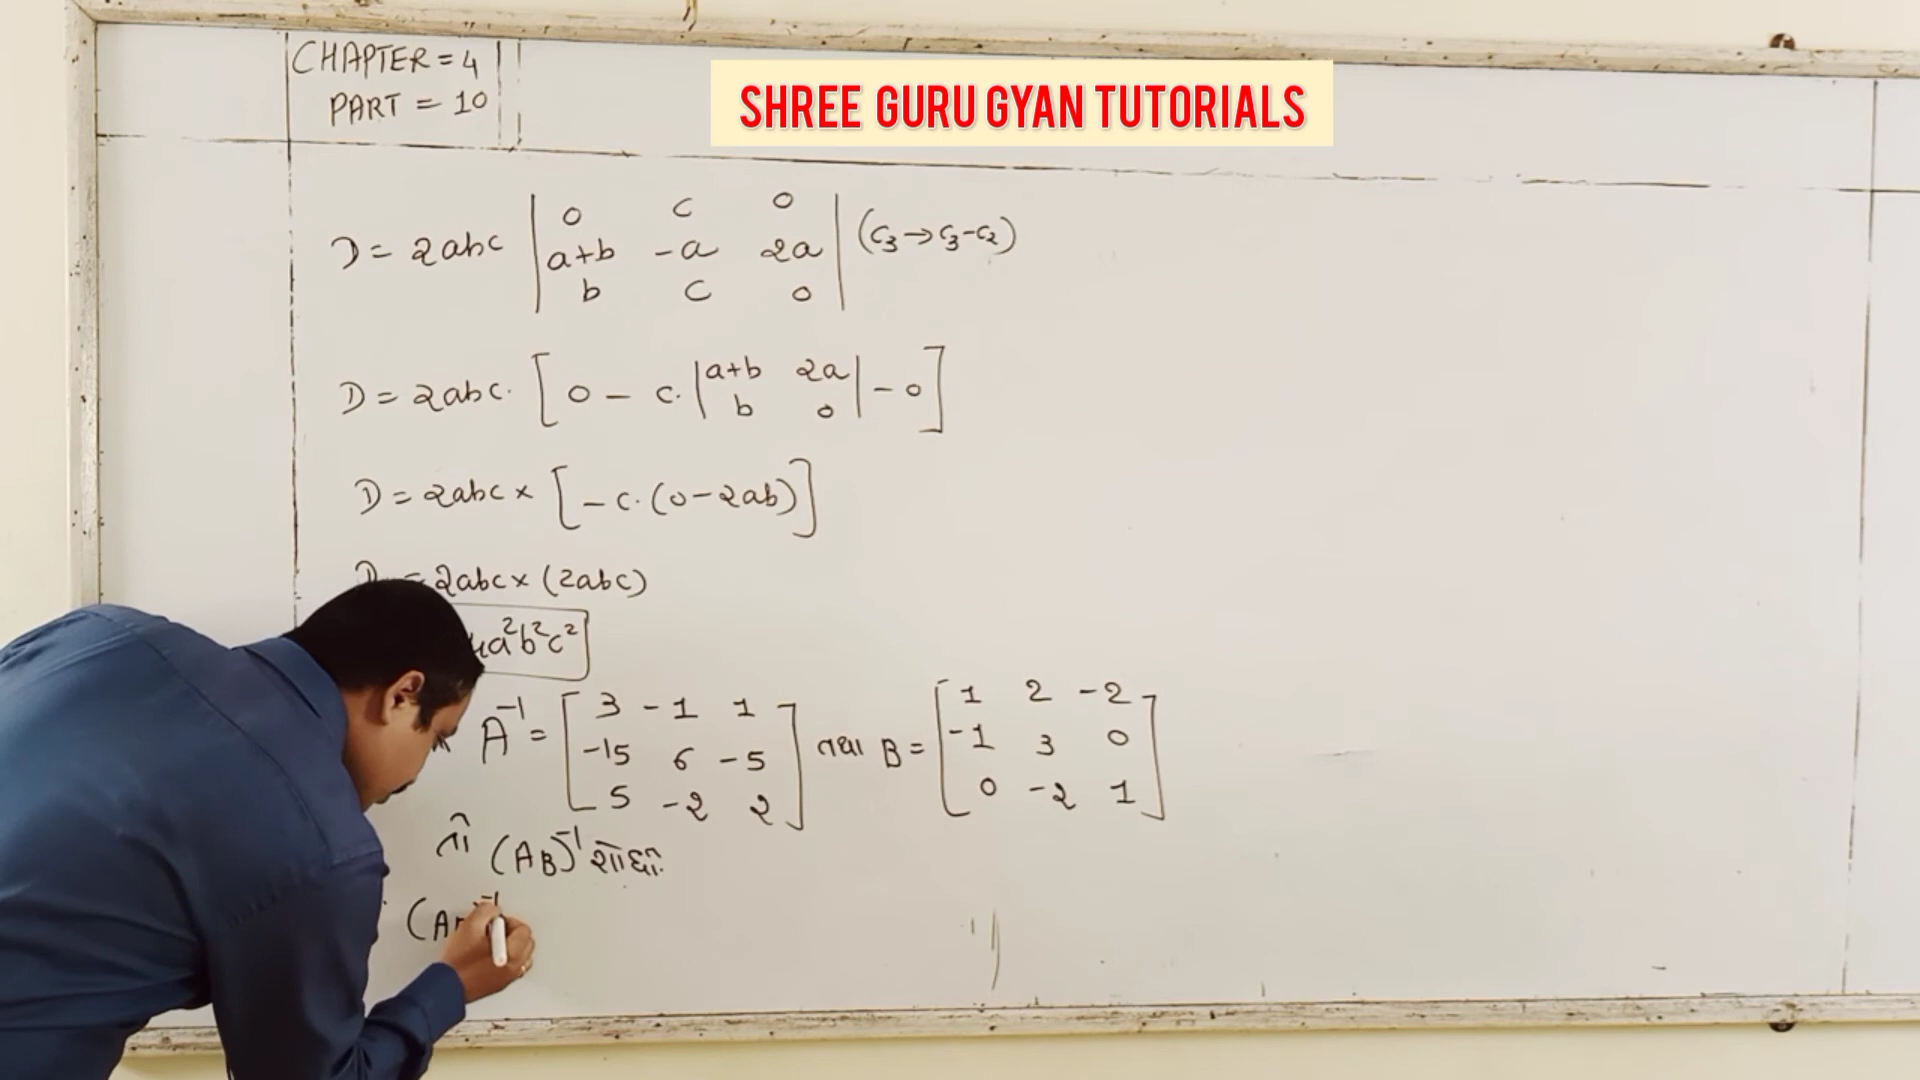 CHAPTER = 4
PART = 10
SHREE GURU GYAN TUTORIALS
D = 2abc | 0 c 0 |
| a+b -a 2a | (C3 → C3-C2)
| b c 0 |
D = 2abc. [ 0 - c. | a+b 2a | - 0 ]
| b 0 |
D = 2abc × [ - c. (0 - 2ab) ]
D = 2abc × (2abc)
a²b²c²
A⁻¹ = [ 3 -1 1 ] તથા B = [ 1 2 -2 ]
[ -15 6 -5 ] [ -1 3 0 ]
[ 5 -2 2 ] [ 0 -2 1 ]
તો (AB)⁻¹ શોધો.
(A